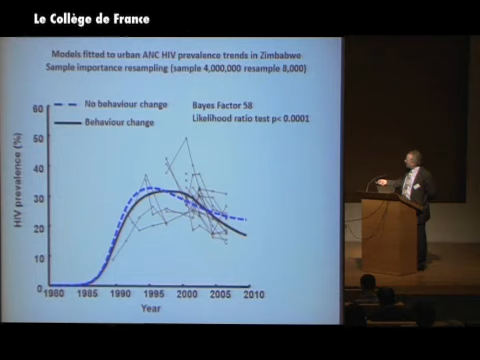 Le Collège de France
Models fitted to urban ANC HIV prevalence trends in Zimbabwe
Sample importance resampling (sample 4,000,000 resample 8,000)
60
50
40
30
20
10
0
HIV prevalence (%)
No behaviour change
Behaviour change
Bayes Factor 58
Likelihood ratio test p< 0.0001
1980
1985
1990
1995
2000
2005
2010
Year